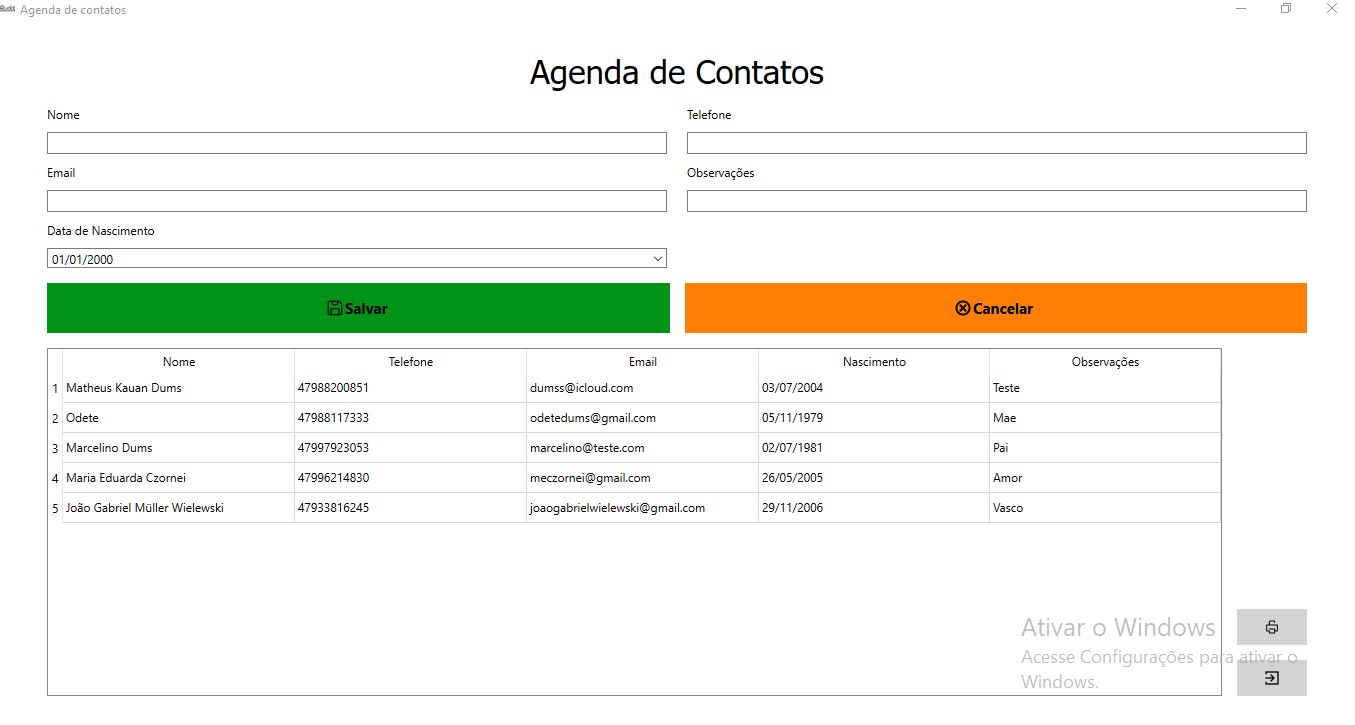 Agenda de contatos
Agenda de Contatos
Nome
Telefone
Email
Observações
Data de Nascimento
01/01/2000
Salvar
Cancelar
Nome Telefone Email Nascimento Observações
1 Matheus Kauan Dums 47988200851 dumss@icloud.com 03/07/2004 Teste
2 Odete 47988117333 odetedums@gmail.com 05/11/1979 Mae
3 Marcelino Dums 47997923053 marcelino@teste.com 02/07/1981 Pai
4 Maria Eduarda Czornei 47996214830 meczornei@gmail.com 26/05/2005 Amor
5 João Gabriel Müller Wielewski 47933816245 joaogabrielwielewski@gmail.com 29/11/2006 Vasco
Ativar o Windows
Acesse Configurações para ativar o
Windows.